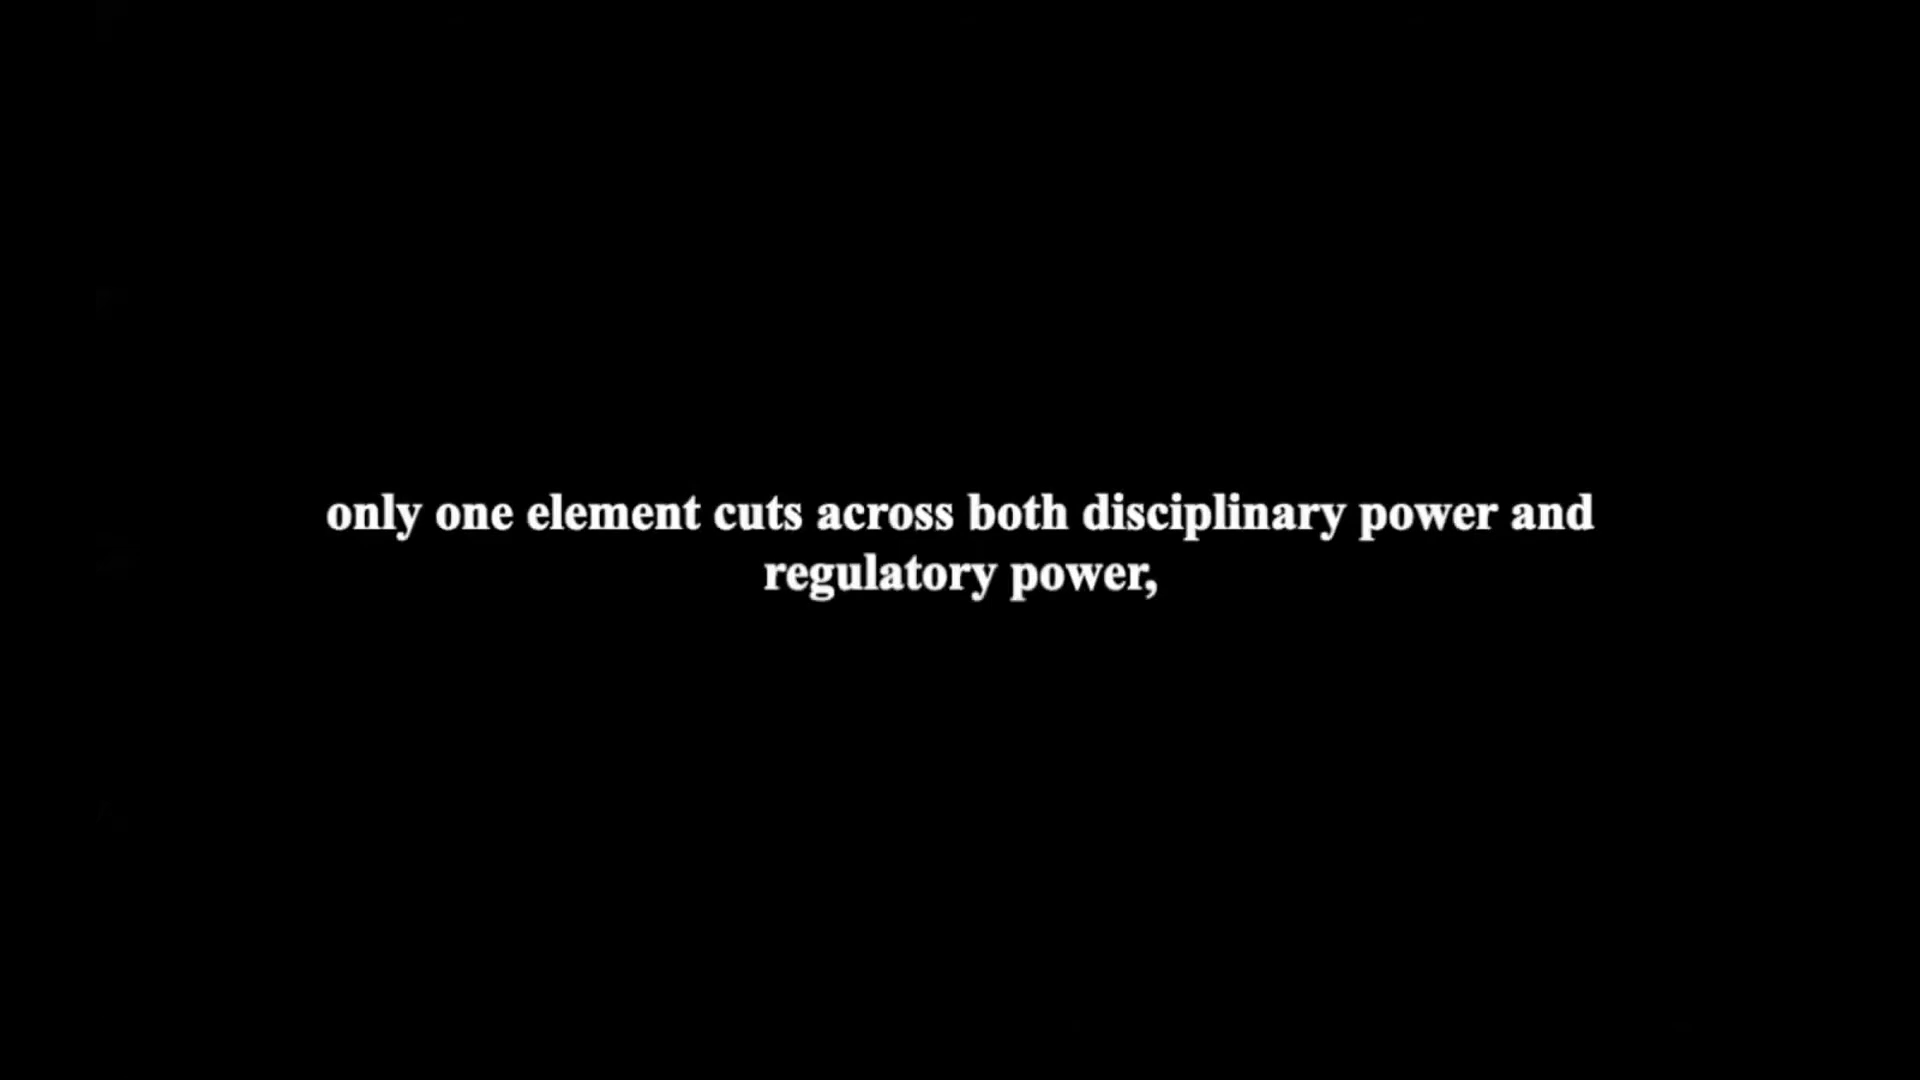 only one element cuts across both disciplinary power and
regulatory power,